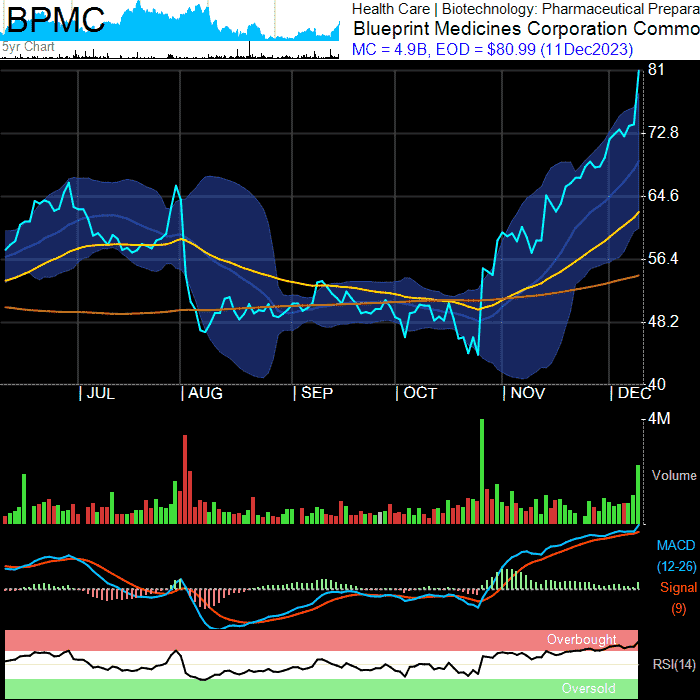 BPMC
5yr Chart
Health Care | Biotechnology: Pharmaceutical Prepara
Blueprint Medicines Corporation Commo
MC = 4.9B, EOD = $80.99 (11Dec2023)
81
72.8
64.6
56.4
48.2
40
JUL AUG SEP OCT NOV DEC
4M
Volume
MACD
(12-26)
Signal
(9)
Overbought
RSI(14)
Oversold